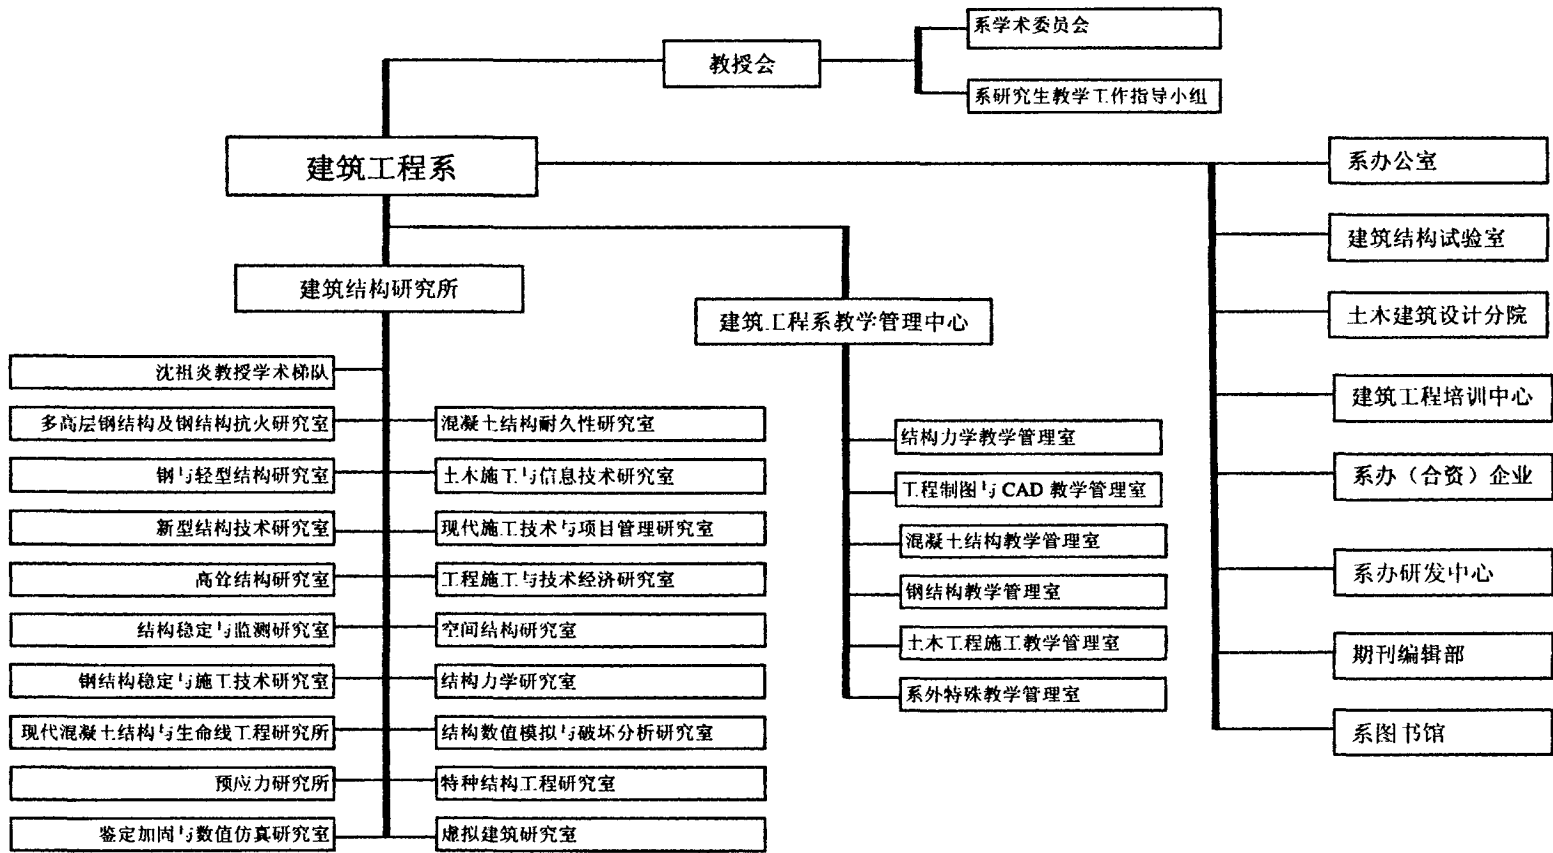 系学术委员会
教授会
系研究生教学工作指导小组
建筑工程系
系办公室
建筑结构试验室
建筑结构研究所
土木建筑设计分院
建筑工程系教学管理中心
沈祖炎教授学术梯队
建筑工程培训中心
多高层钢结构及钢结构抗火研究室
混凝土结构耐久性研究室
结构力学教学管理室
钢与轻型结构研究室
土木施工与信息技术研究室
工程制图与 CAD 教学管理室
系办（合资）企业
新型结构技术研究室
现代施工技术与项目管理研究室
混凝土结构教学管理室
高耸结构研究室
工程施工与技术经济研究室
钢结构教学管理室
系办研发中心
结构稳定与监测研究室
空间结构研究室
土木工程施工教学管理室
期刊编辑部
钢结构稳定与施工技术研究室
结构力学研究室
系外特殊教学管理室
现代混凝土结构与生命线工程研究所
结构数值模拟与破坏分析研究室
系图书馆
预应力研究所
特种结构工程研究室
鉴定加固与数值仿真研究室
虚拟建筑研究室